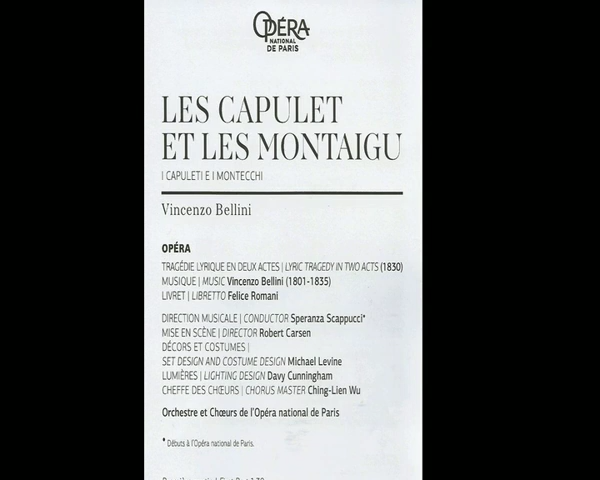 OPÉRA
NATIONAL
DE PARIS
LES CAPULET
ET LES MONTAIGU
I CAPULETI E I MONTECCHI
Vincenzo Bellini
OPÉRA
TRAGÉDIE LYRIQUE EN DEUX ACTES | LYRIC TRAGEDY IN TWO ACTS (1830)
MUSIQUE | MUSIC Vincenzo Bellini (1801-1835)
LIVRET | LIBRETTO Felice Romani
DIRECTION MUSICALE | CONDUCTOR Speranza Scappucci*
MISE EN SCÈNE | DIRECTOR Robert Carsen
DÉCORS ET COSTUMES |
SET DESIGN AND COSTUME DESIGN Michael Levine
LUMIÈRES | LIGHTING DESIGN Davy Cunningham
CHEFFE DES CHŒURS | CHORUS MASTER Ching-Lien Wu
Orchestre et Chœurs de l'Opéra national de Paris
* Débuts à l'Opéra national de Paris.